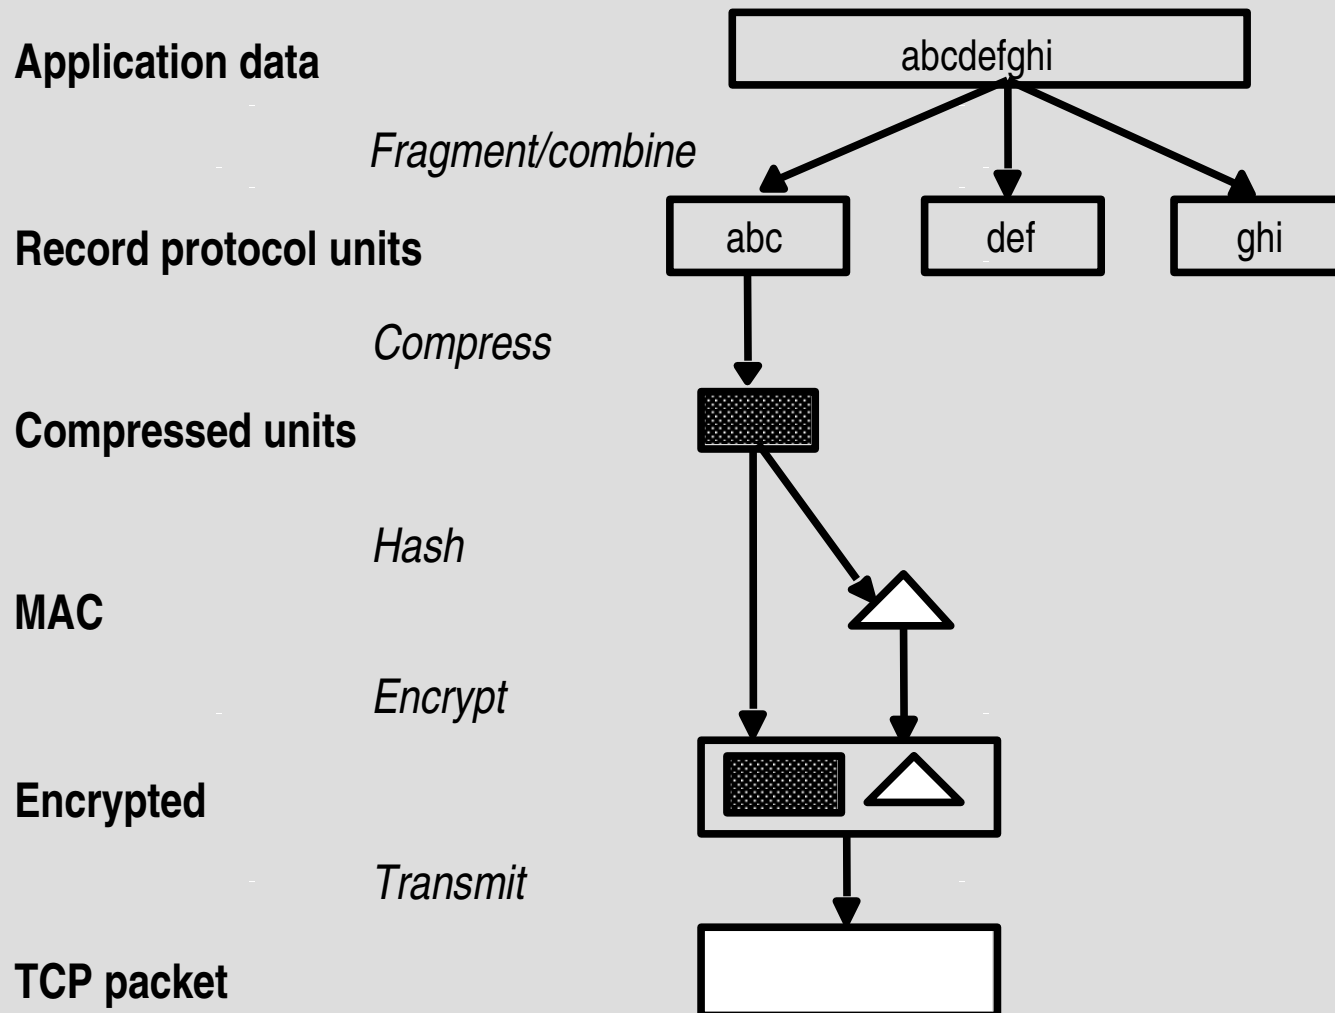 Application data
abcdefghi
Fragment/combine
Record protocol units
abc
def
ghi
Compress
Compressed units
Hash
MAC
Encrypt
Encrypted
Transmit
TCP packet